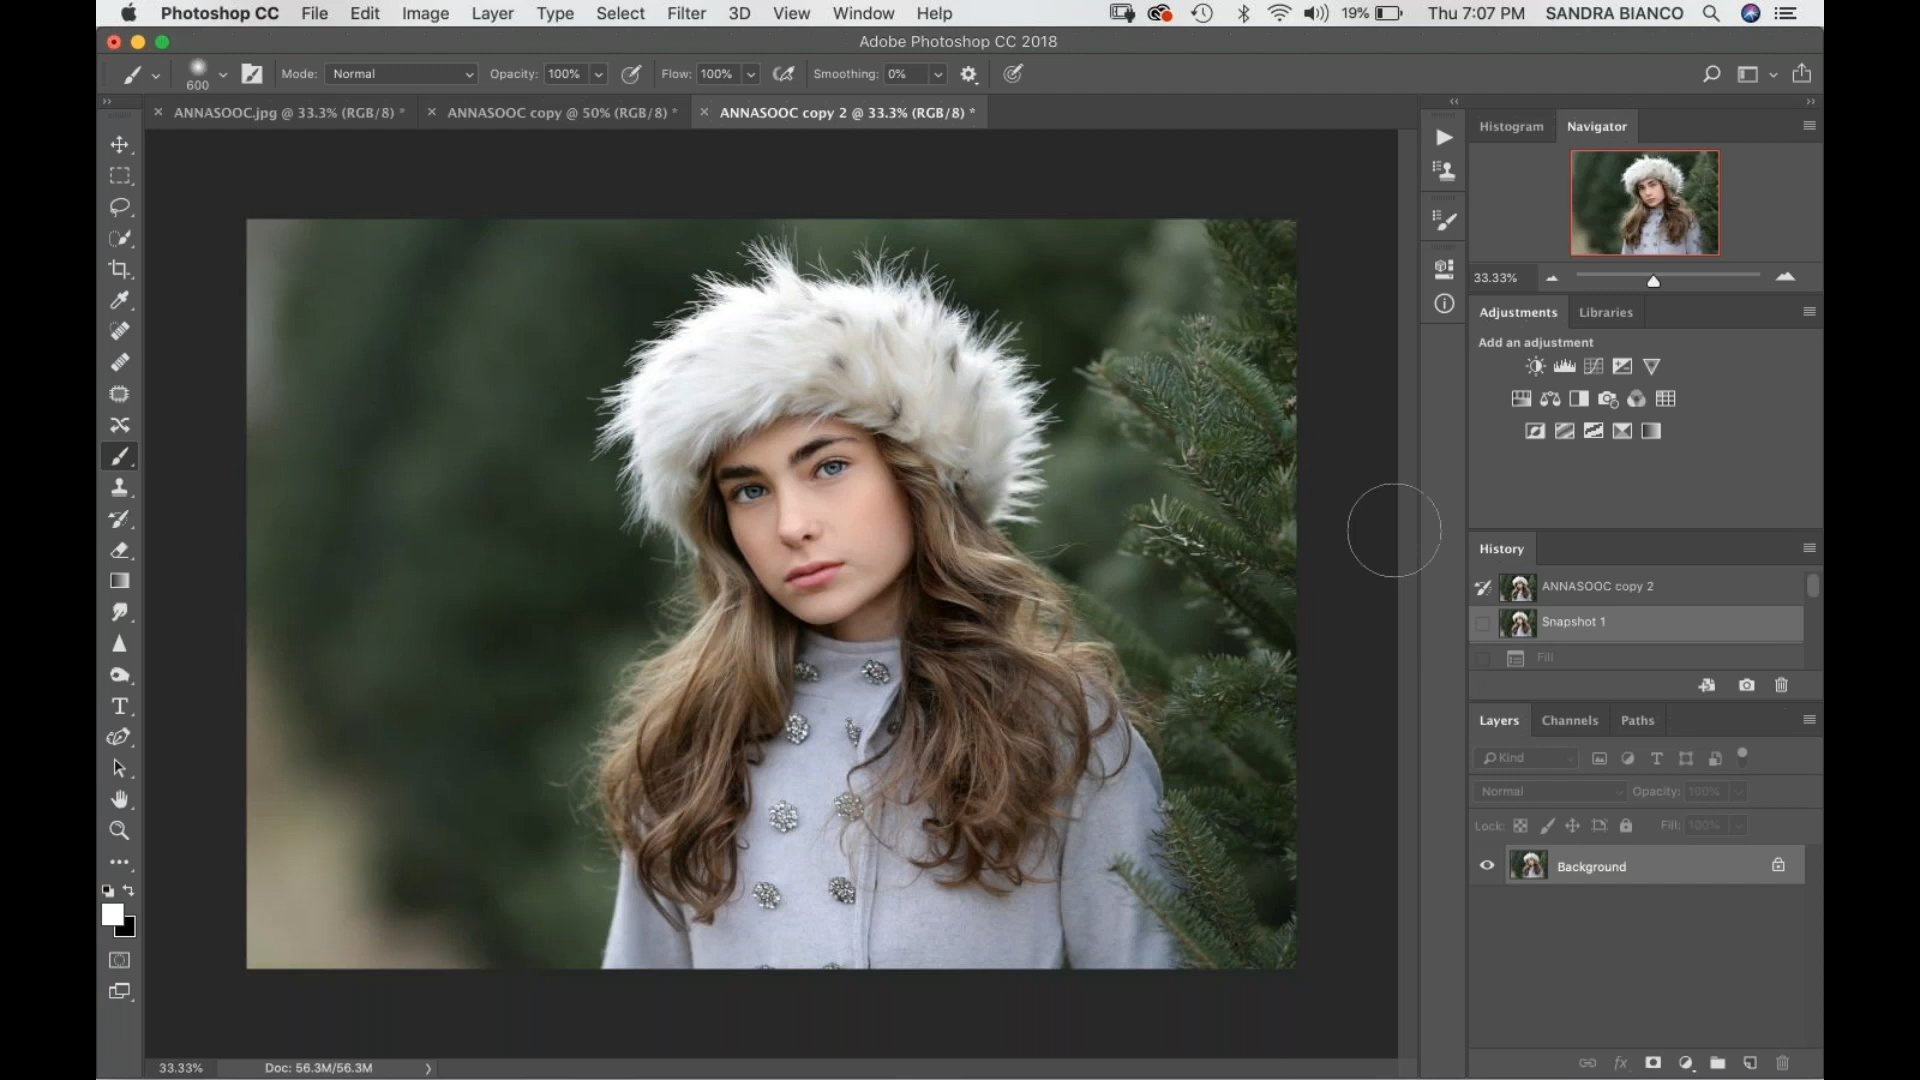 Photoshop CC File Edit Image Layer Type Select Filter 3D View Window Help 19% Thu 7:07 PM SANDRA BIANCO
Adobe Photoshop CC 2018
600 Mode: Normal Opacity: 100% Flow: 100% Smoothing: 0%
ANNASOOC.jpg @ 33.3% (RGB/8) * ANNASOOC copy @ 50% (RGB/8) * ANNASOOC copy 2 @ 33.3% (RGB/8) *
Histogram Navigator
33.33%
Adjustments Libraries
Add an adjustment
History
ANNASOOC copy 2
Snapshot 1
Fill
Layers Channels Paths
Kind
Normal Opacity: 100%
Lock: Fill: 100%
Background
33.33% Doc: 56.3M/56.3M